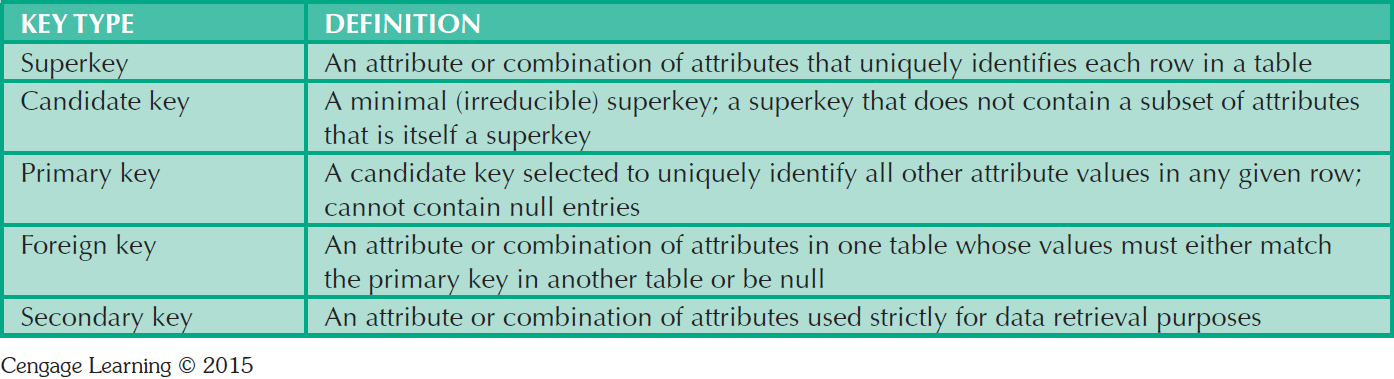 KEY TYPE DEFINITION
Superkey An attribute or combination of attributes that uniquely identifies each row in a table
Candidate key A minimal (irreducible) superkey; a superkey that does not contain a subset of attributes
that is itself a superkey
Primary key A candidate key selected to uniquely identify all other attribute values in any given row;
cannot contain null entries
Foreign key An attribute or combination of attributes in one table whose values must either match
the primary key in another table or be null
Secondary key An attribute or combination of attributes used strictly for data retrieval purposes
Cengage Learning © 2015